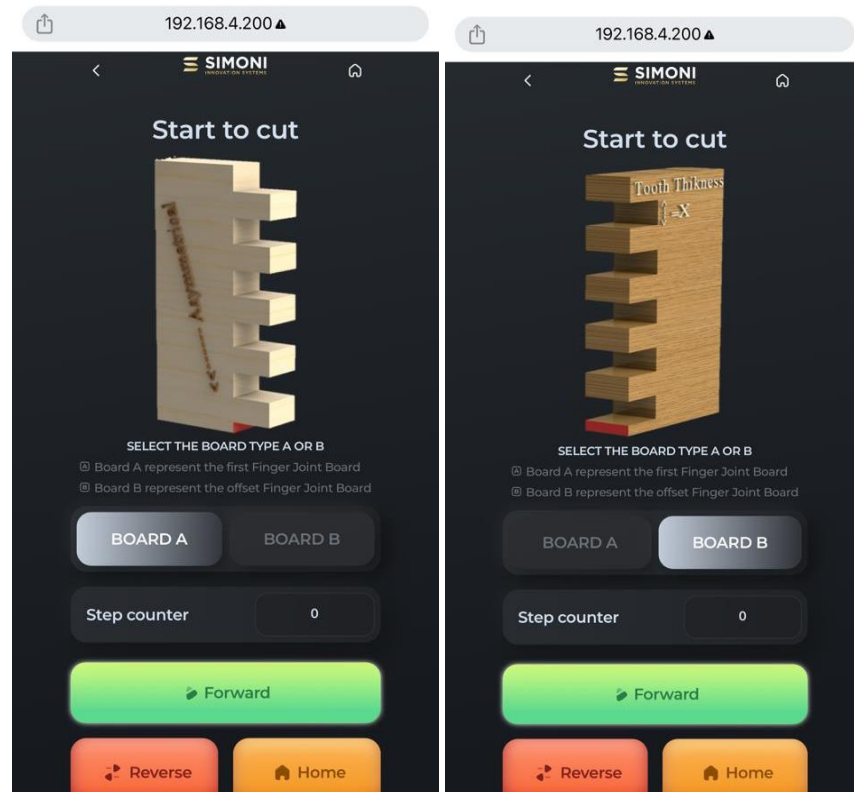 192.168.4.200
SIMONI
INNOVATION SYSTEMS
Start to cut
Asymmetrical
SELECT THE BOARD TYPE A OR B
A Board A represent the first Finger Joint Board
B Board B represent the offset Finger Joint Board
BOARD A
BOARD B
Step counter
0
Forward
Reverse
Home
192.168.4.200
SIMONI
INNOVATION SYSTEMS
Start to cut
Tooth Thikness
=X
SELECT THE BOARD TYPE A OR B
A Board A represent the first Finger Joint Board
B Board B represent the offset Finger Joint Board
BOARD A
BOARD B
Step counter
0
Forward
Reverse
Home